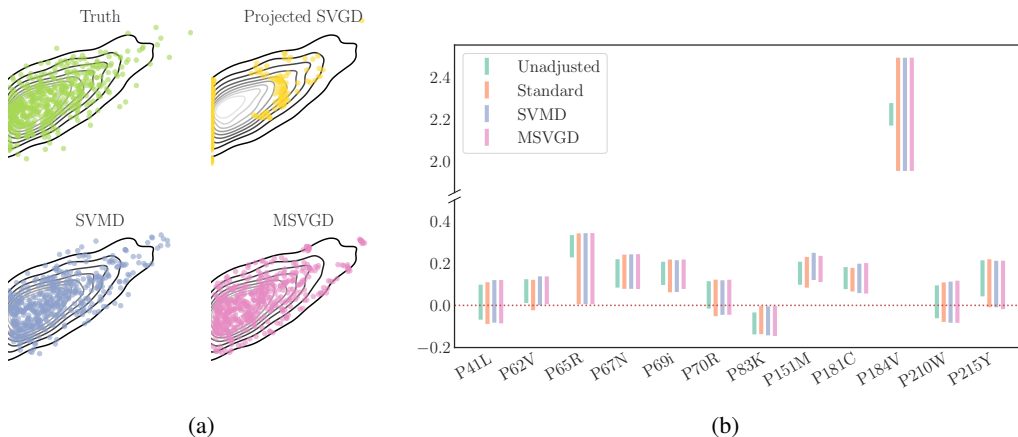 Truth
Projected SVGD
SVMD
MSVGD
(a)
2.4
2.2
2.0
0.4
0.2
0.0
−0.2
Unadjusted
Standard
SVMD
MSVGD
P41L
P62V
P65R
P67N
P69i
P70R
P83K
P151M
P181C
P184V
P210W
P215Y
(b)